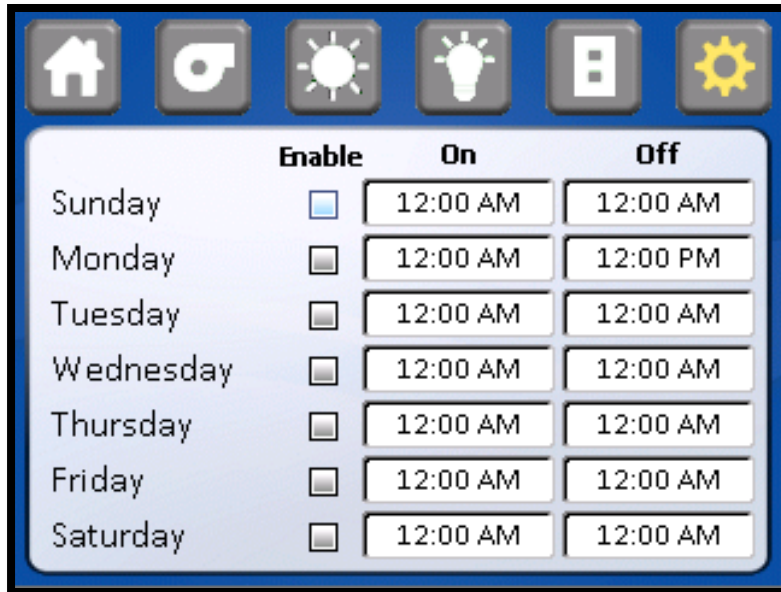 Enable On Off
Sunday 12:00 AM 12:00 AM
Monday 12:00 AM 12:00 PM
Tuesday 12:00 AM 12:00 AM
Wednesday 12:00 AM 12:00 AM
Thursday 12:00 AM 12:00 AM
Friday 12:00 AM 12:00 AM
Saturday 12:00 AM 12:00 AM